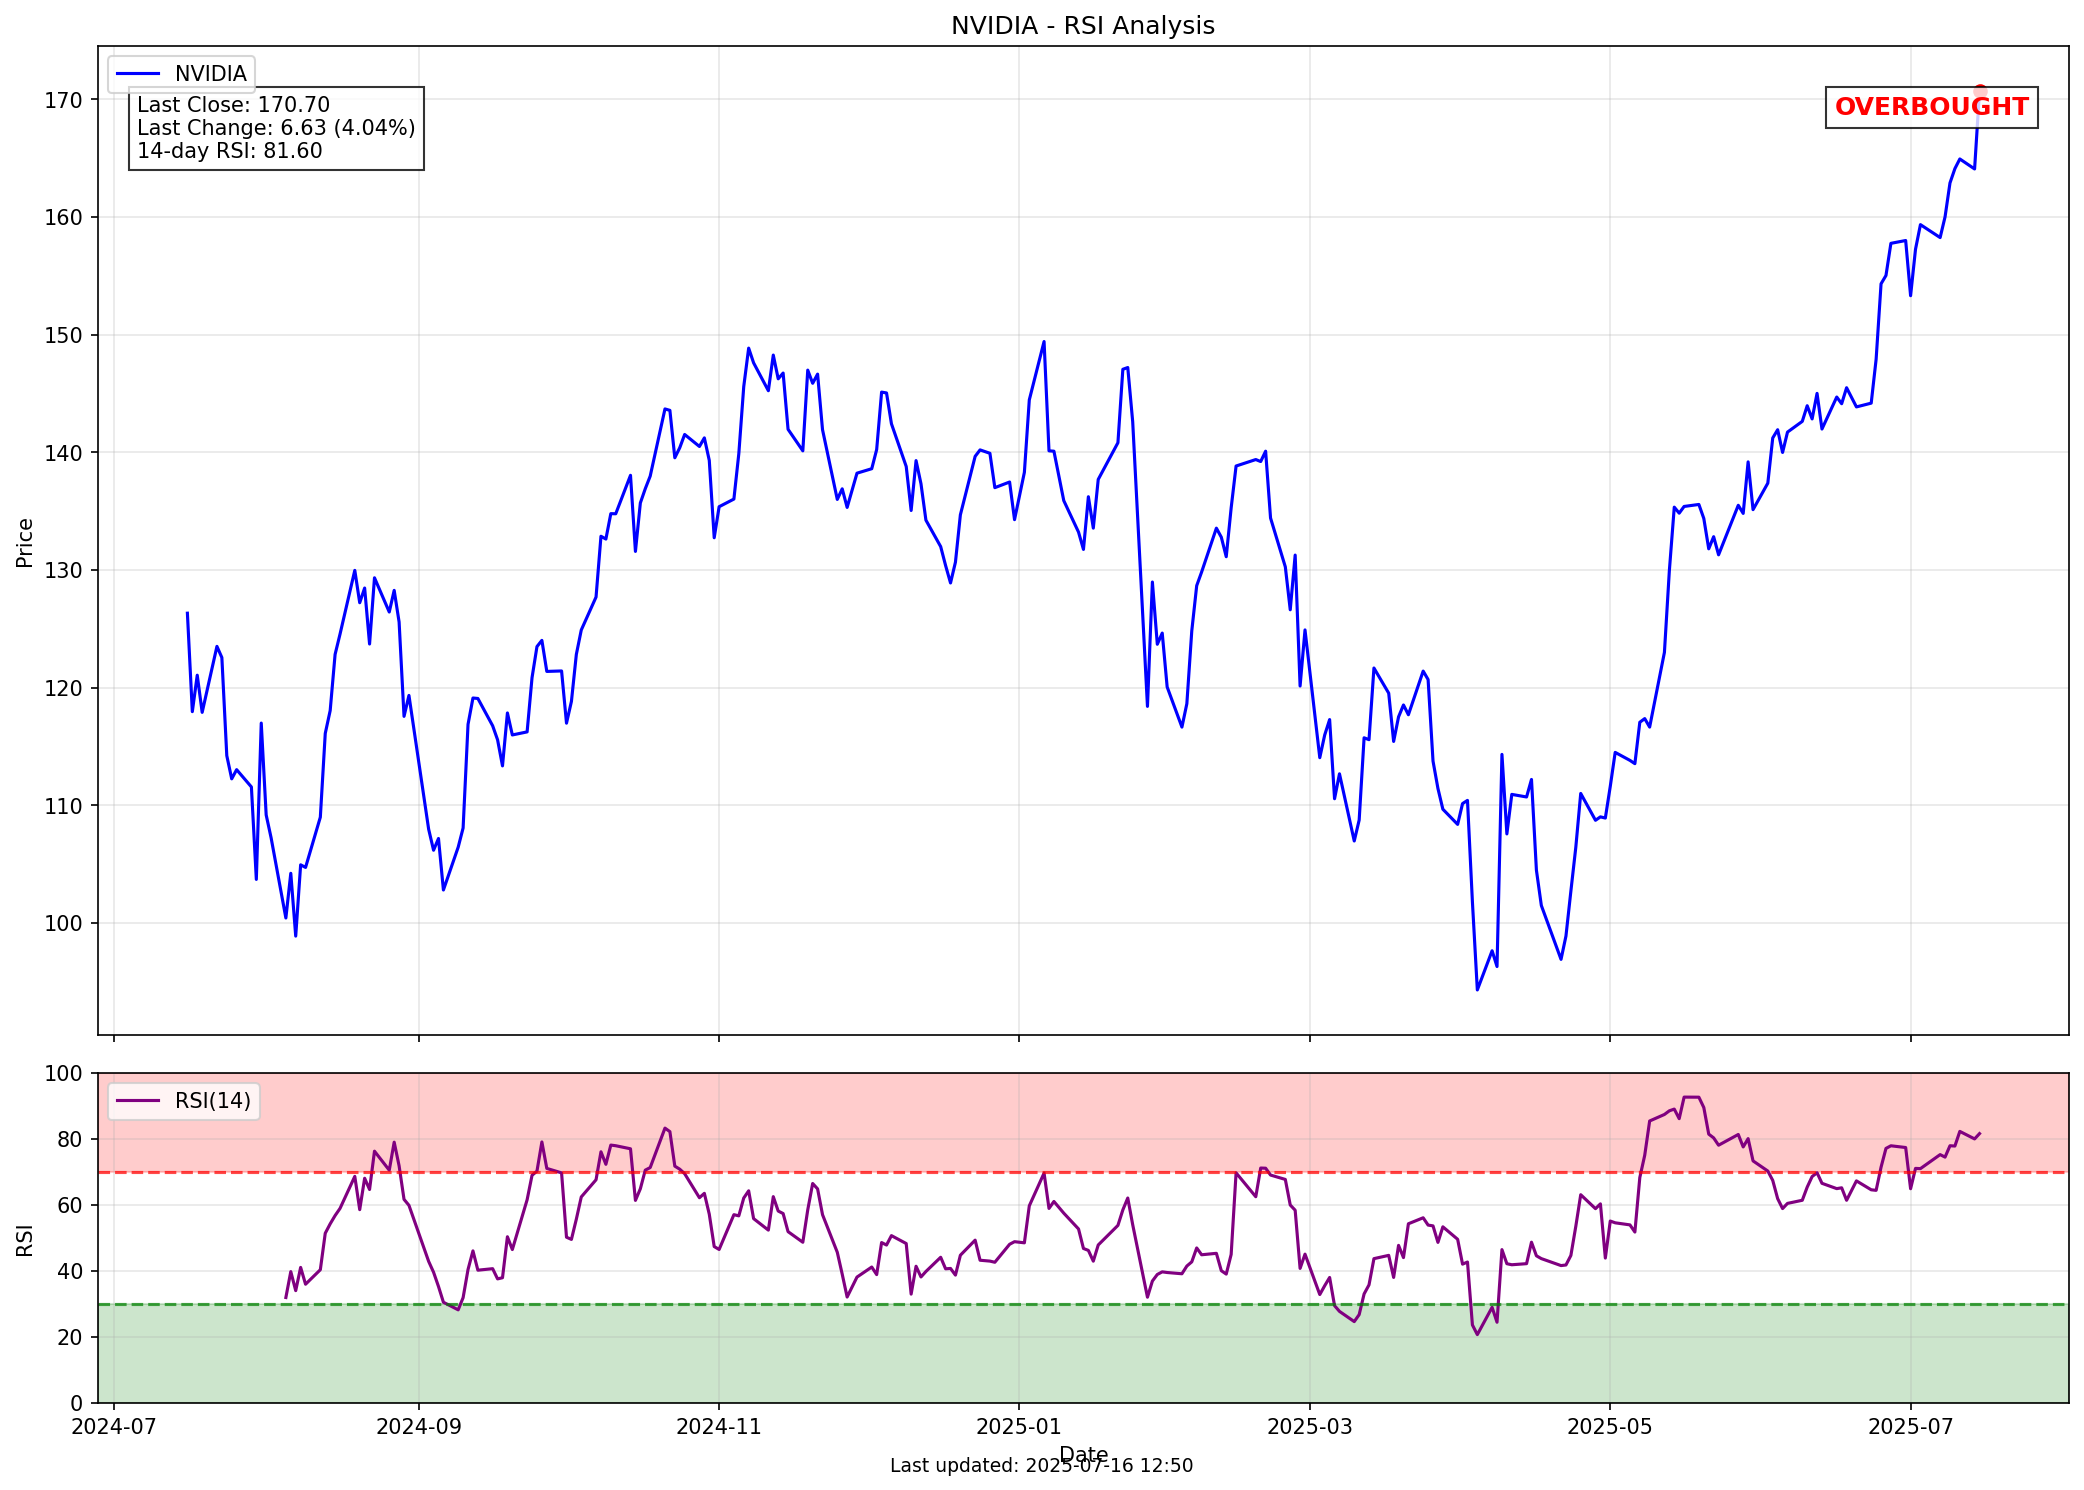 NVIDIA - RSI Analysis
NVIDIA
Last Close: 170.70
Last Change: 6.63 (4.04%)
14-day RSI: 81.60
OVERBOUGHT
Price
170
160
150
140
130
120
110
100
RSI(14)
RSI
100
80
60
40
20
0
2024-07
2024-09
2024-11
2025-01
2025-03
2025-05
2025-07
Date
Last updated: 2025-07-16 12:50